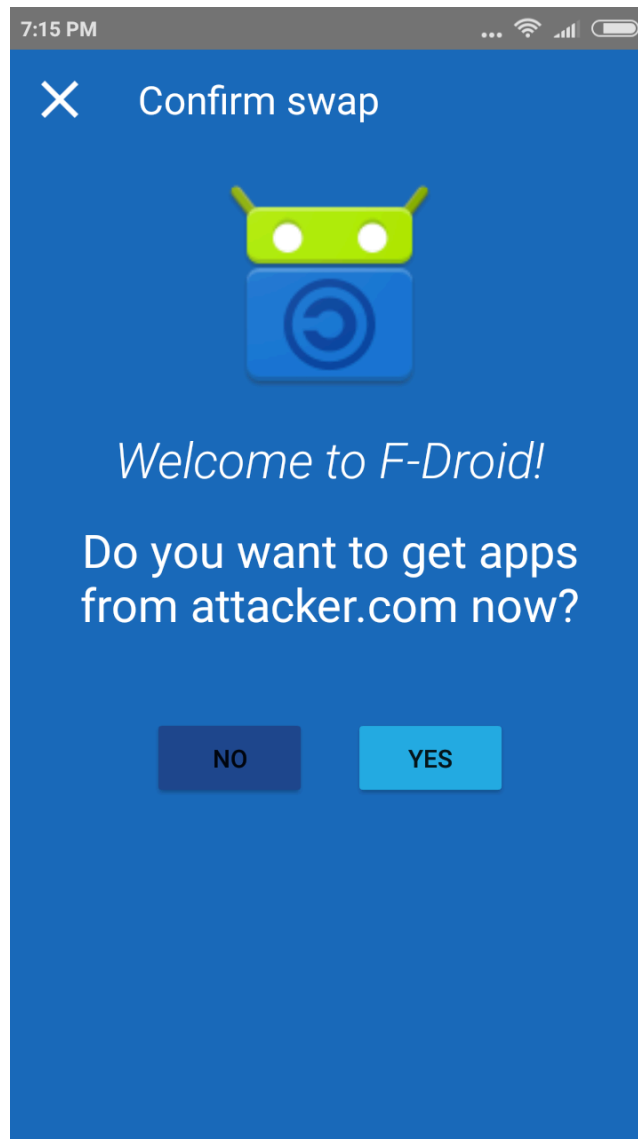 7:15 PM
Confirm swap
Welcome to F-Droid!
Do you want to get apps
from attacker.com now?
NO YES